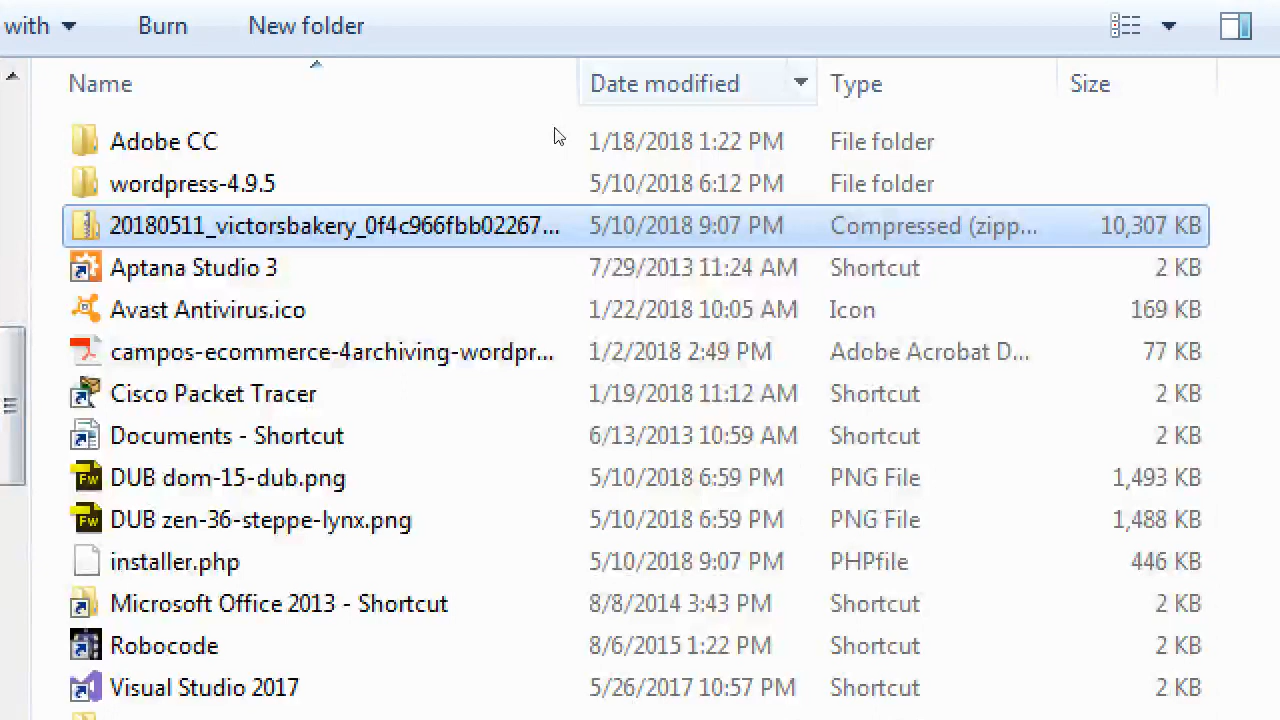 with Burn New folder
Name Date modified Type Size
Adobe CC 1/18/2018 1:22 PM File folder
wordpress-4.9.5 5/10/2018 6:12 PM File folder
20180511_victorsbakery_0f4c966fbb02267... 5/10/2018 9:07 PM Compressed (zipp... 10,307 KB
Aptana Studio 3 7/29/2013 11:24 AM Shortcut 2 KB
Avast Antivirus.ico 1/22/2018 10:05 AM Icon 169 KB
campos-ecommerce-4archiving-wordpr... 1/2/2018 2:49 PM Adobe Acrobat D... 77 KB
Cisco Packet Tracer 1/19/2018 11:12 AM Shortcut 2 KB
Documents - Shortcut 6/13/2013 10:59 AM Shortcut 2 KB
Fw DUB dom-15-dub.png 5/10/2018 6:59 PM PNG File 1,493 KB
Fw DUB zen-36-steppe-lynx.png 5/10/2018 6:59 PM PNG File 1,488 KB
installer.php 5/10/2018 9:07 PM PHPfile 446 KB
Microsoft Office 2013 - Shortcut 8/8/2014 3:43 PM Shortcut 2 KB
Robocode 8/6/2015 1:22 PM Shortcut 2 KB
Visual Studio 2017 5/26/2017 10:57 PM Shortcut 2 KB